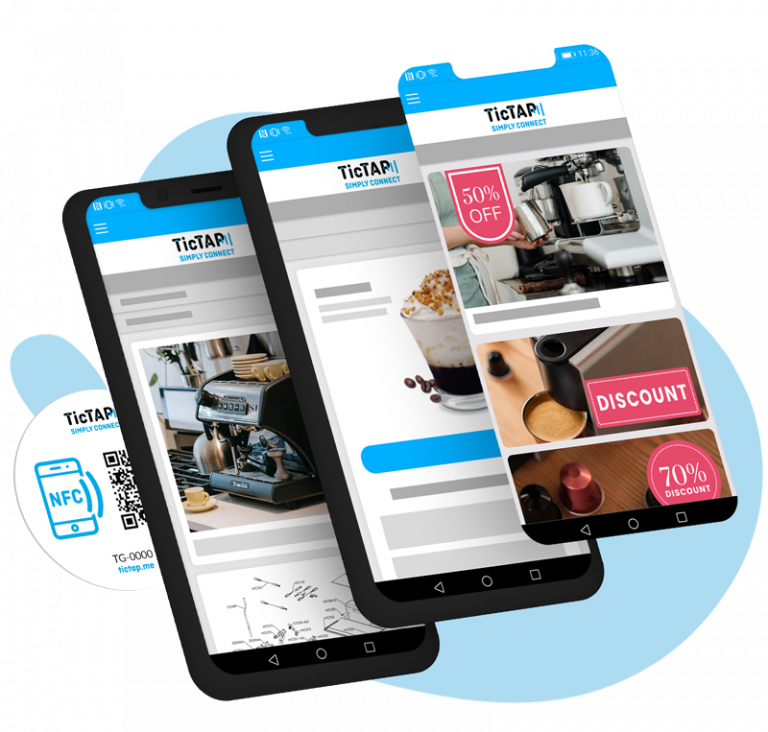 11:36
TicTAP
SIMPLY CONNECT
50%
OFF
DISCOUNT
70%
DISCOUNT
TicTAP
SIMPLY CONNECT
TicTAP
SIMPLY CONNECT
TicTAP
SIMPLY CONNECT
NFC
TG-0000
tictap.me